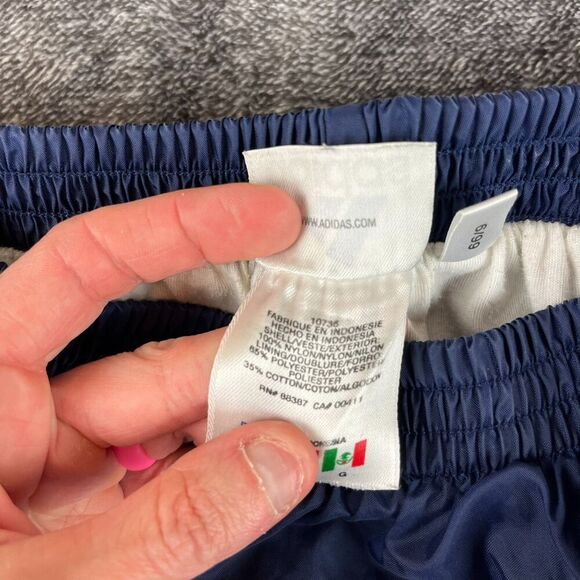 WWW.ADIDAS.COM
6/99
10736
FABRIQUE EN INDONESIE
HECHO EN INDONESIA
SHELL/VESTE/EXTERIOR
100% NYLON/NYLON/NILON
LINING/DOUBLURE/FORRO
65% POLYESTER/POLYESTER/
POLIESTER
35% COTTON/COTON/ALGODON
RN# 88387 CA# 00411
G